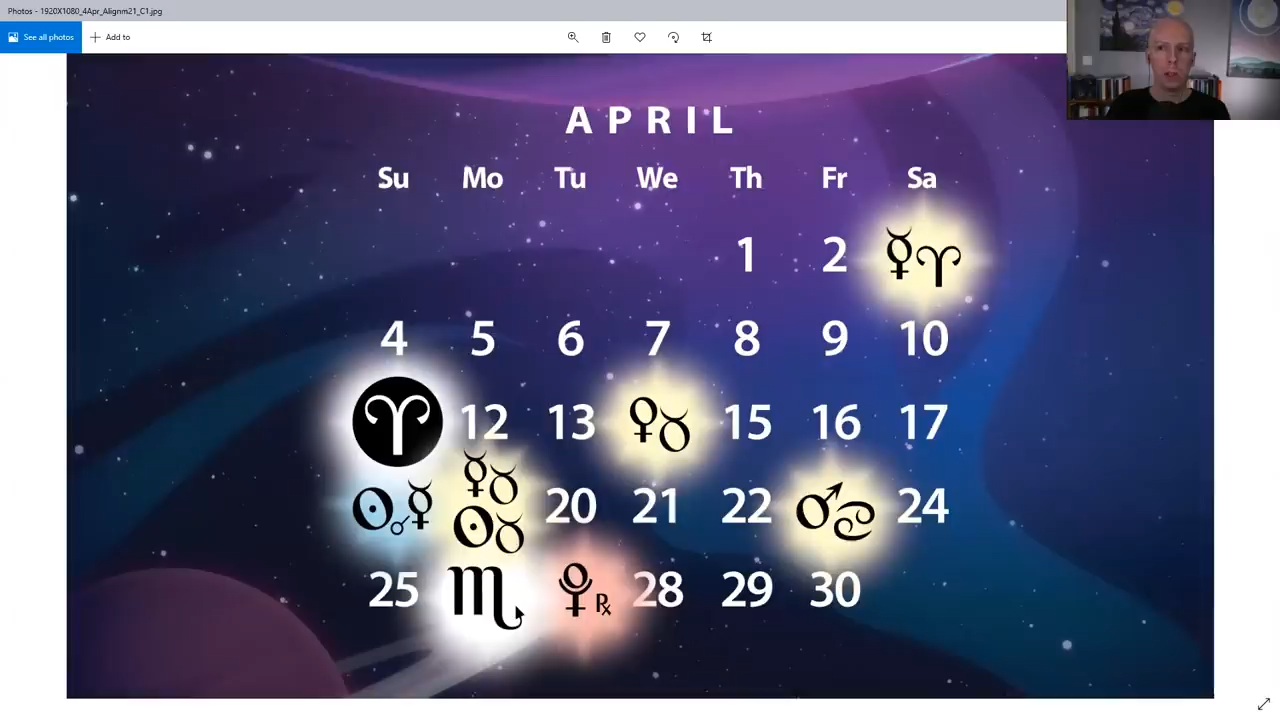 Photos - 1920X1080_4Apr_Alignm21_C1.jpg
See all photos
Add to
APRIL
Su Mo Tu We Th Fr Sa
1 2 ☿♈
4 5 6 7 8 9 10
♈ 12 13 ♀♉ 15 16 17
☉☌☿ ☿♉ ☉♉ 20 21 22 ♂♋ 24
25 ♏ ♇℞ 28 29 30